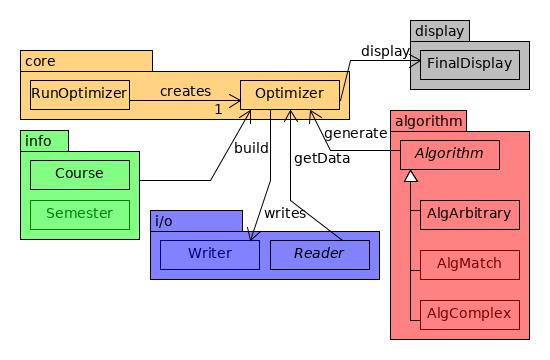 display
core
display
FinalDisplay
RunOptimizer
creates
1
Optimizer
algorithm
info
generate
build
getData
Algorithm
Course
Semester
i/o
writes
AlgArbitrary
Writer
Reader
AlgMatch
AlgComplex